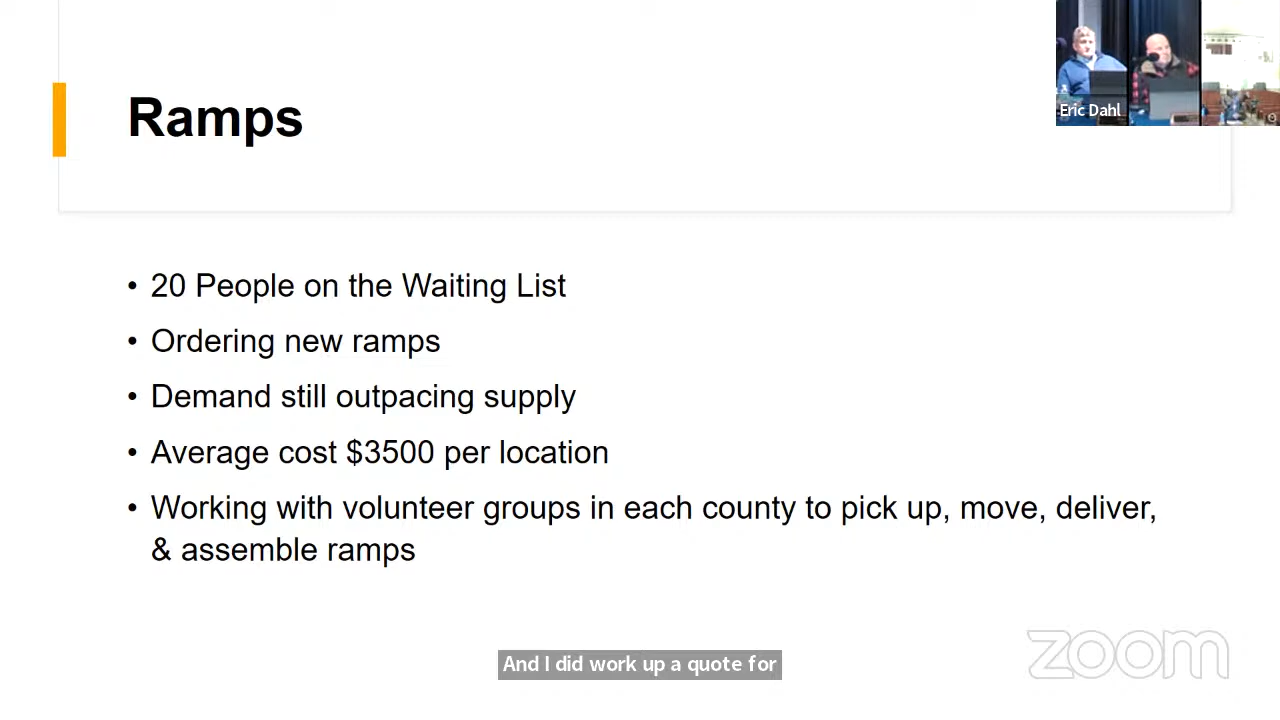 Eric Dahl
Ramps
• 20 People on the Waiting List
• Ordering new ramps
• Demand still outpacing supply
• Average cost $3500 per location
• Working with volunteer groups in each county to pick up, move, deliver,
& assemble ramps
And I did work up a quote for
zoom